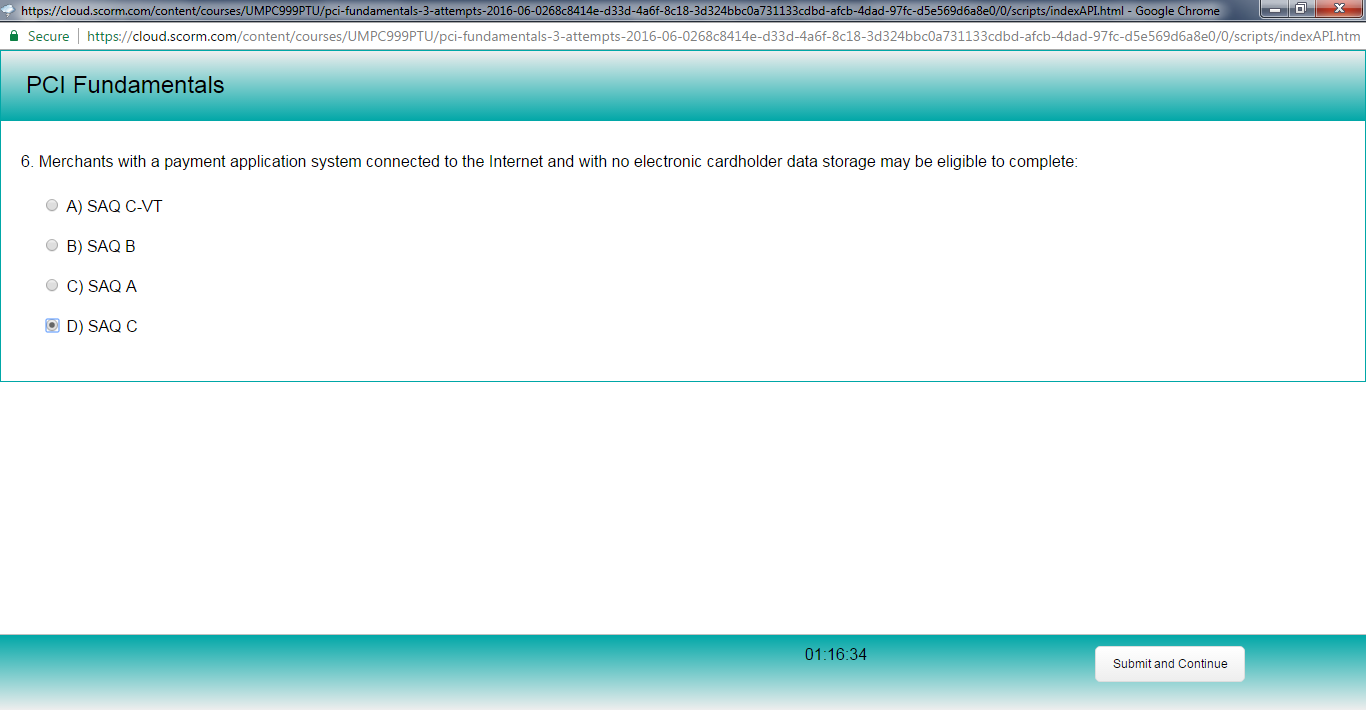 https://cloud.scorm.com/content/courses/UMPC999PTU/pci-fundamentals-3-attempts-2016-06-0268c8414e-d33d-4a6f-8c18-3d324bbc0a731133cdbd-afcb-4dad-97fc-d5e569d6a8e0/0/scripts/indexAPI.html - Google Chrome
Secure | https://cloud.scorm.com/content/courses/UMPC999PTU/pci-fundamentals-3-attempts-2016-06-0268c8414e-d33d-4a6f-8c18-3d324bbc0a731133cdbd-afcb-4dad-97fc-d5e569d6a8e0/0/scripts/indexAPI.htm
PCI Fundamentals
6. Merchants with a payment application system connected to the Internet and with no electronic cardholder data storage may be eligible to complete:
A) SAQ C-VT
B) SAQ B
C) SAQ A
D) SAQ C
01:16:34
Submit and Continue